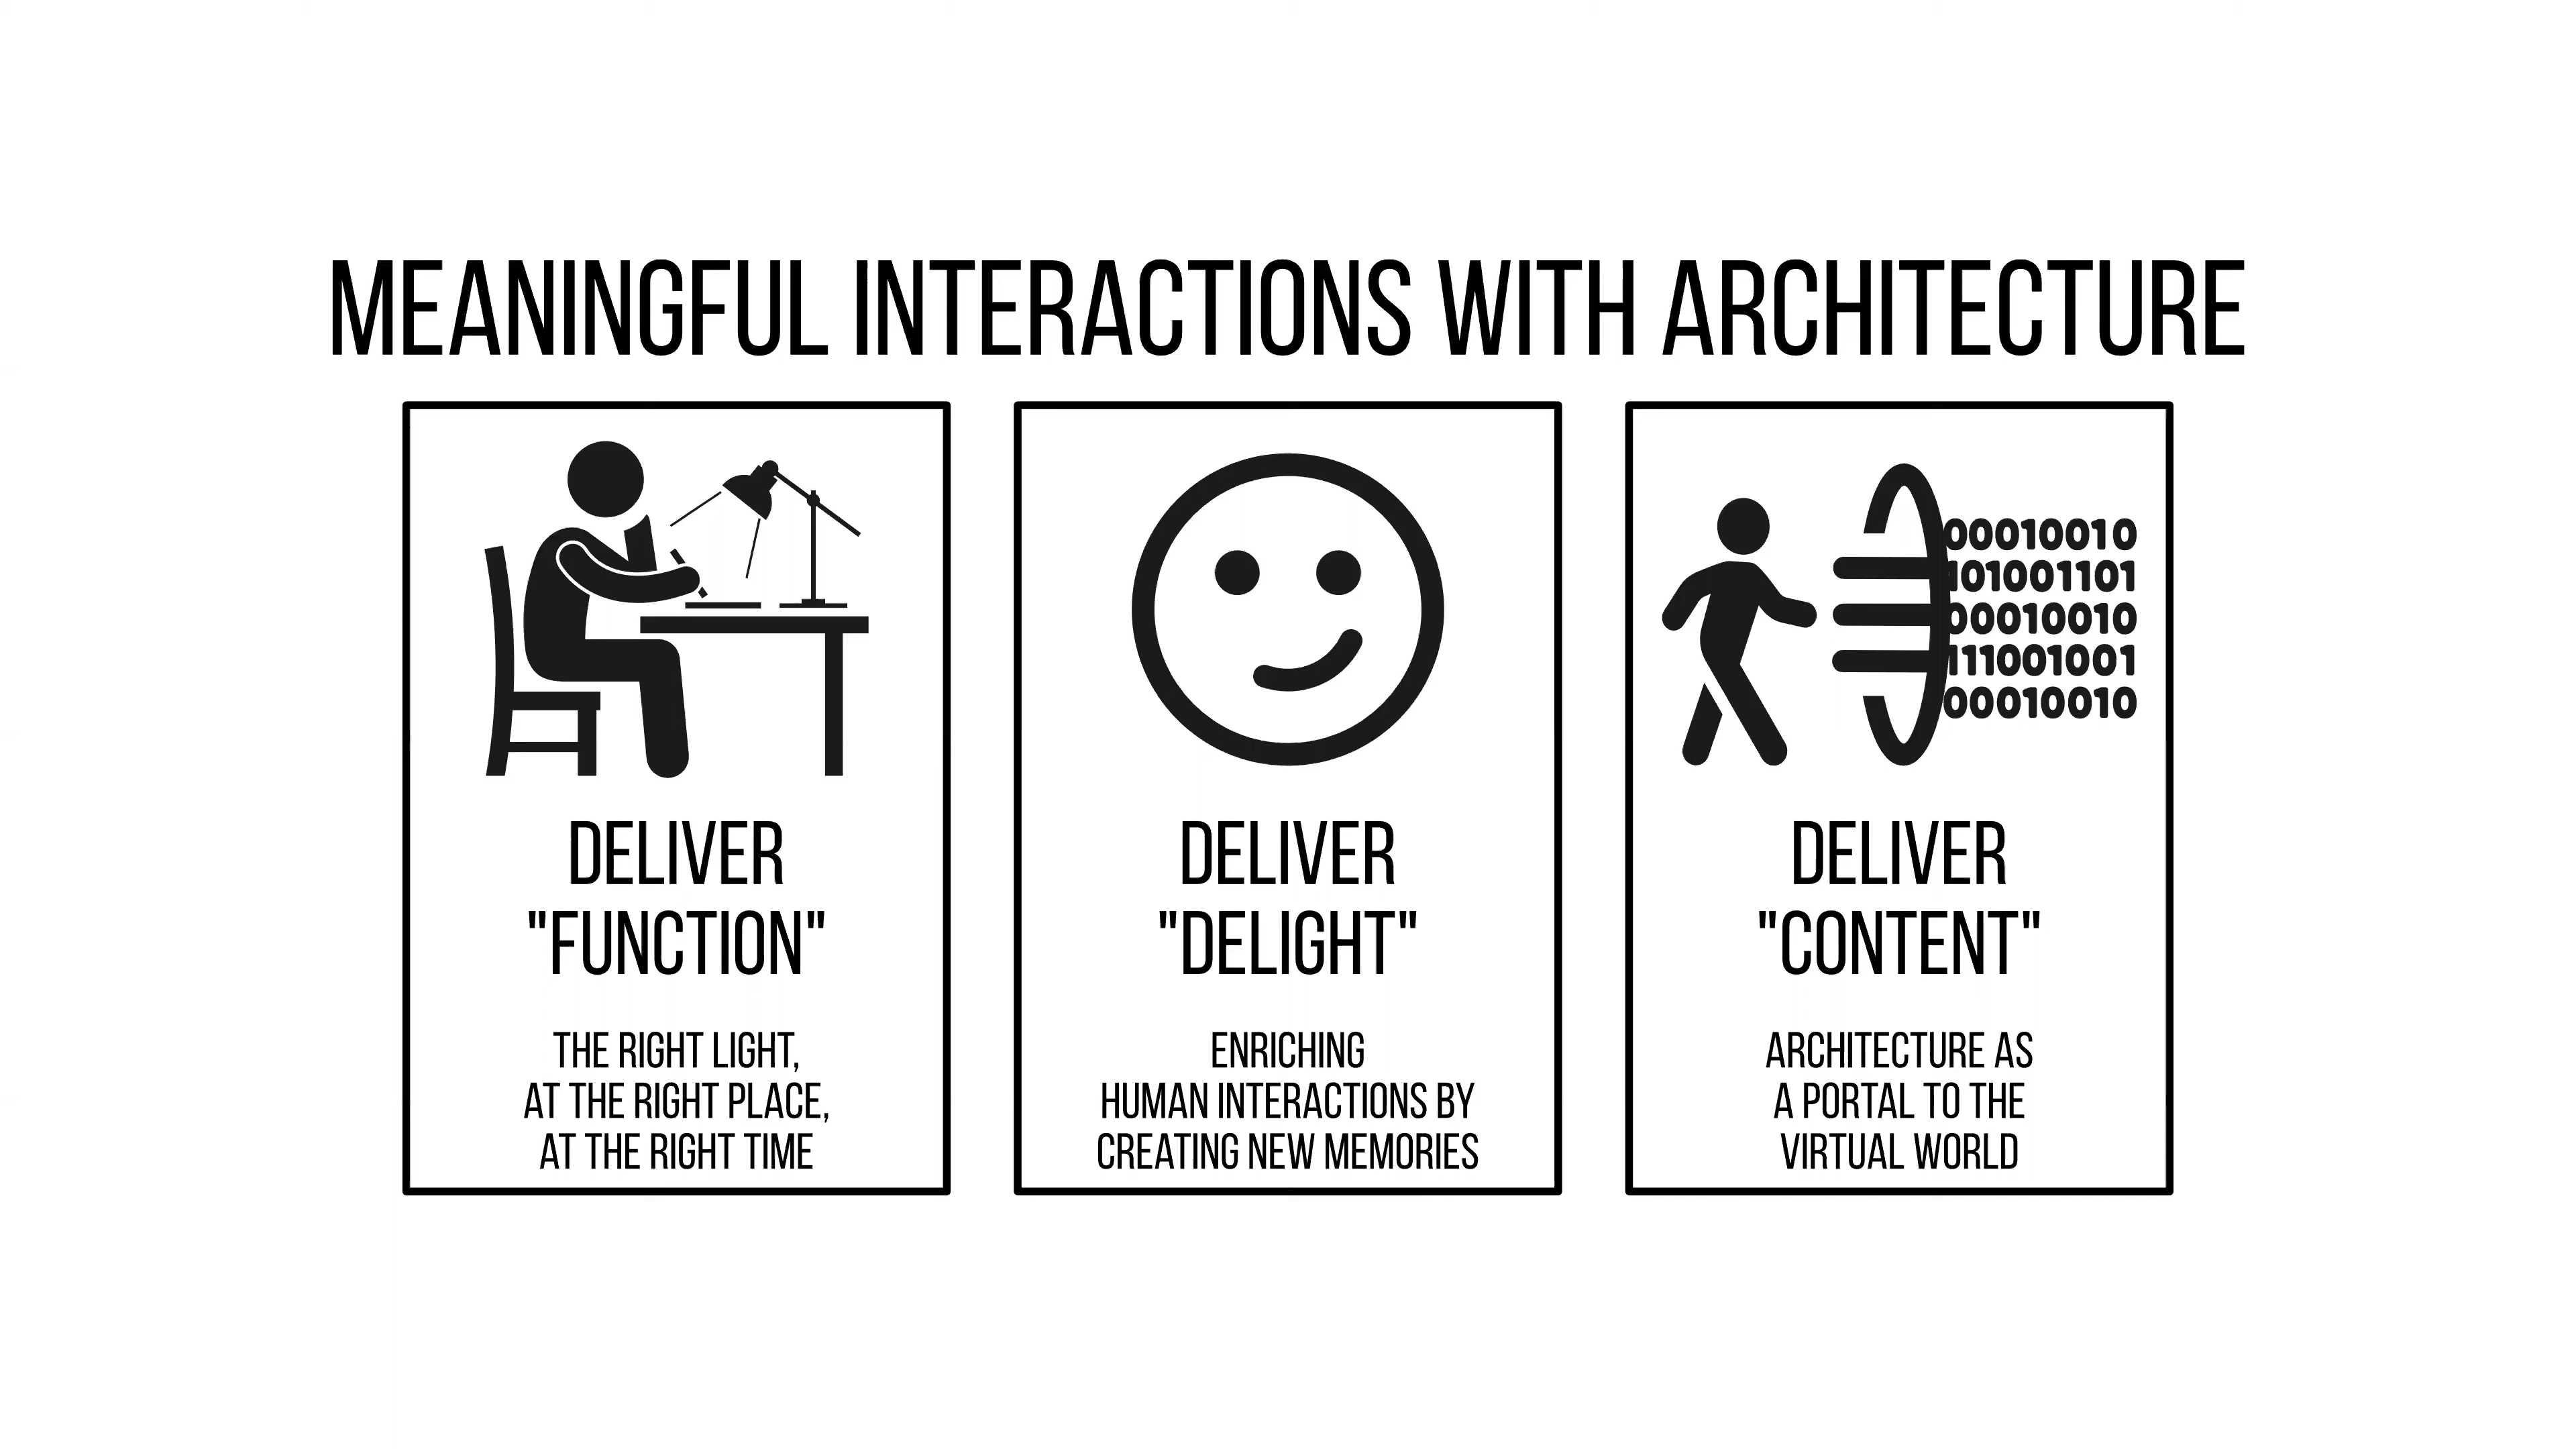 MEANINGFUL INTERACTIONS WITH ARCHITECTURE
00010010
101001101
00010010
111001001
00010010
DELIVER
"FUNCTION"
THE RIGHT LIGHT,
AT THE RIGHT PLACE,
AT THE RIGHT TIME
DELIVER
"DELIGHT"
ENRICHING
HUMAN INTERACTIONS BY
CREATING NEW MEMORIES
DELIVER
"CONTENT"
ARCHITECTURE AS
A PORTAL TO THE
VIRTUAL WORLD